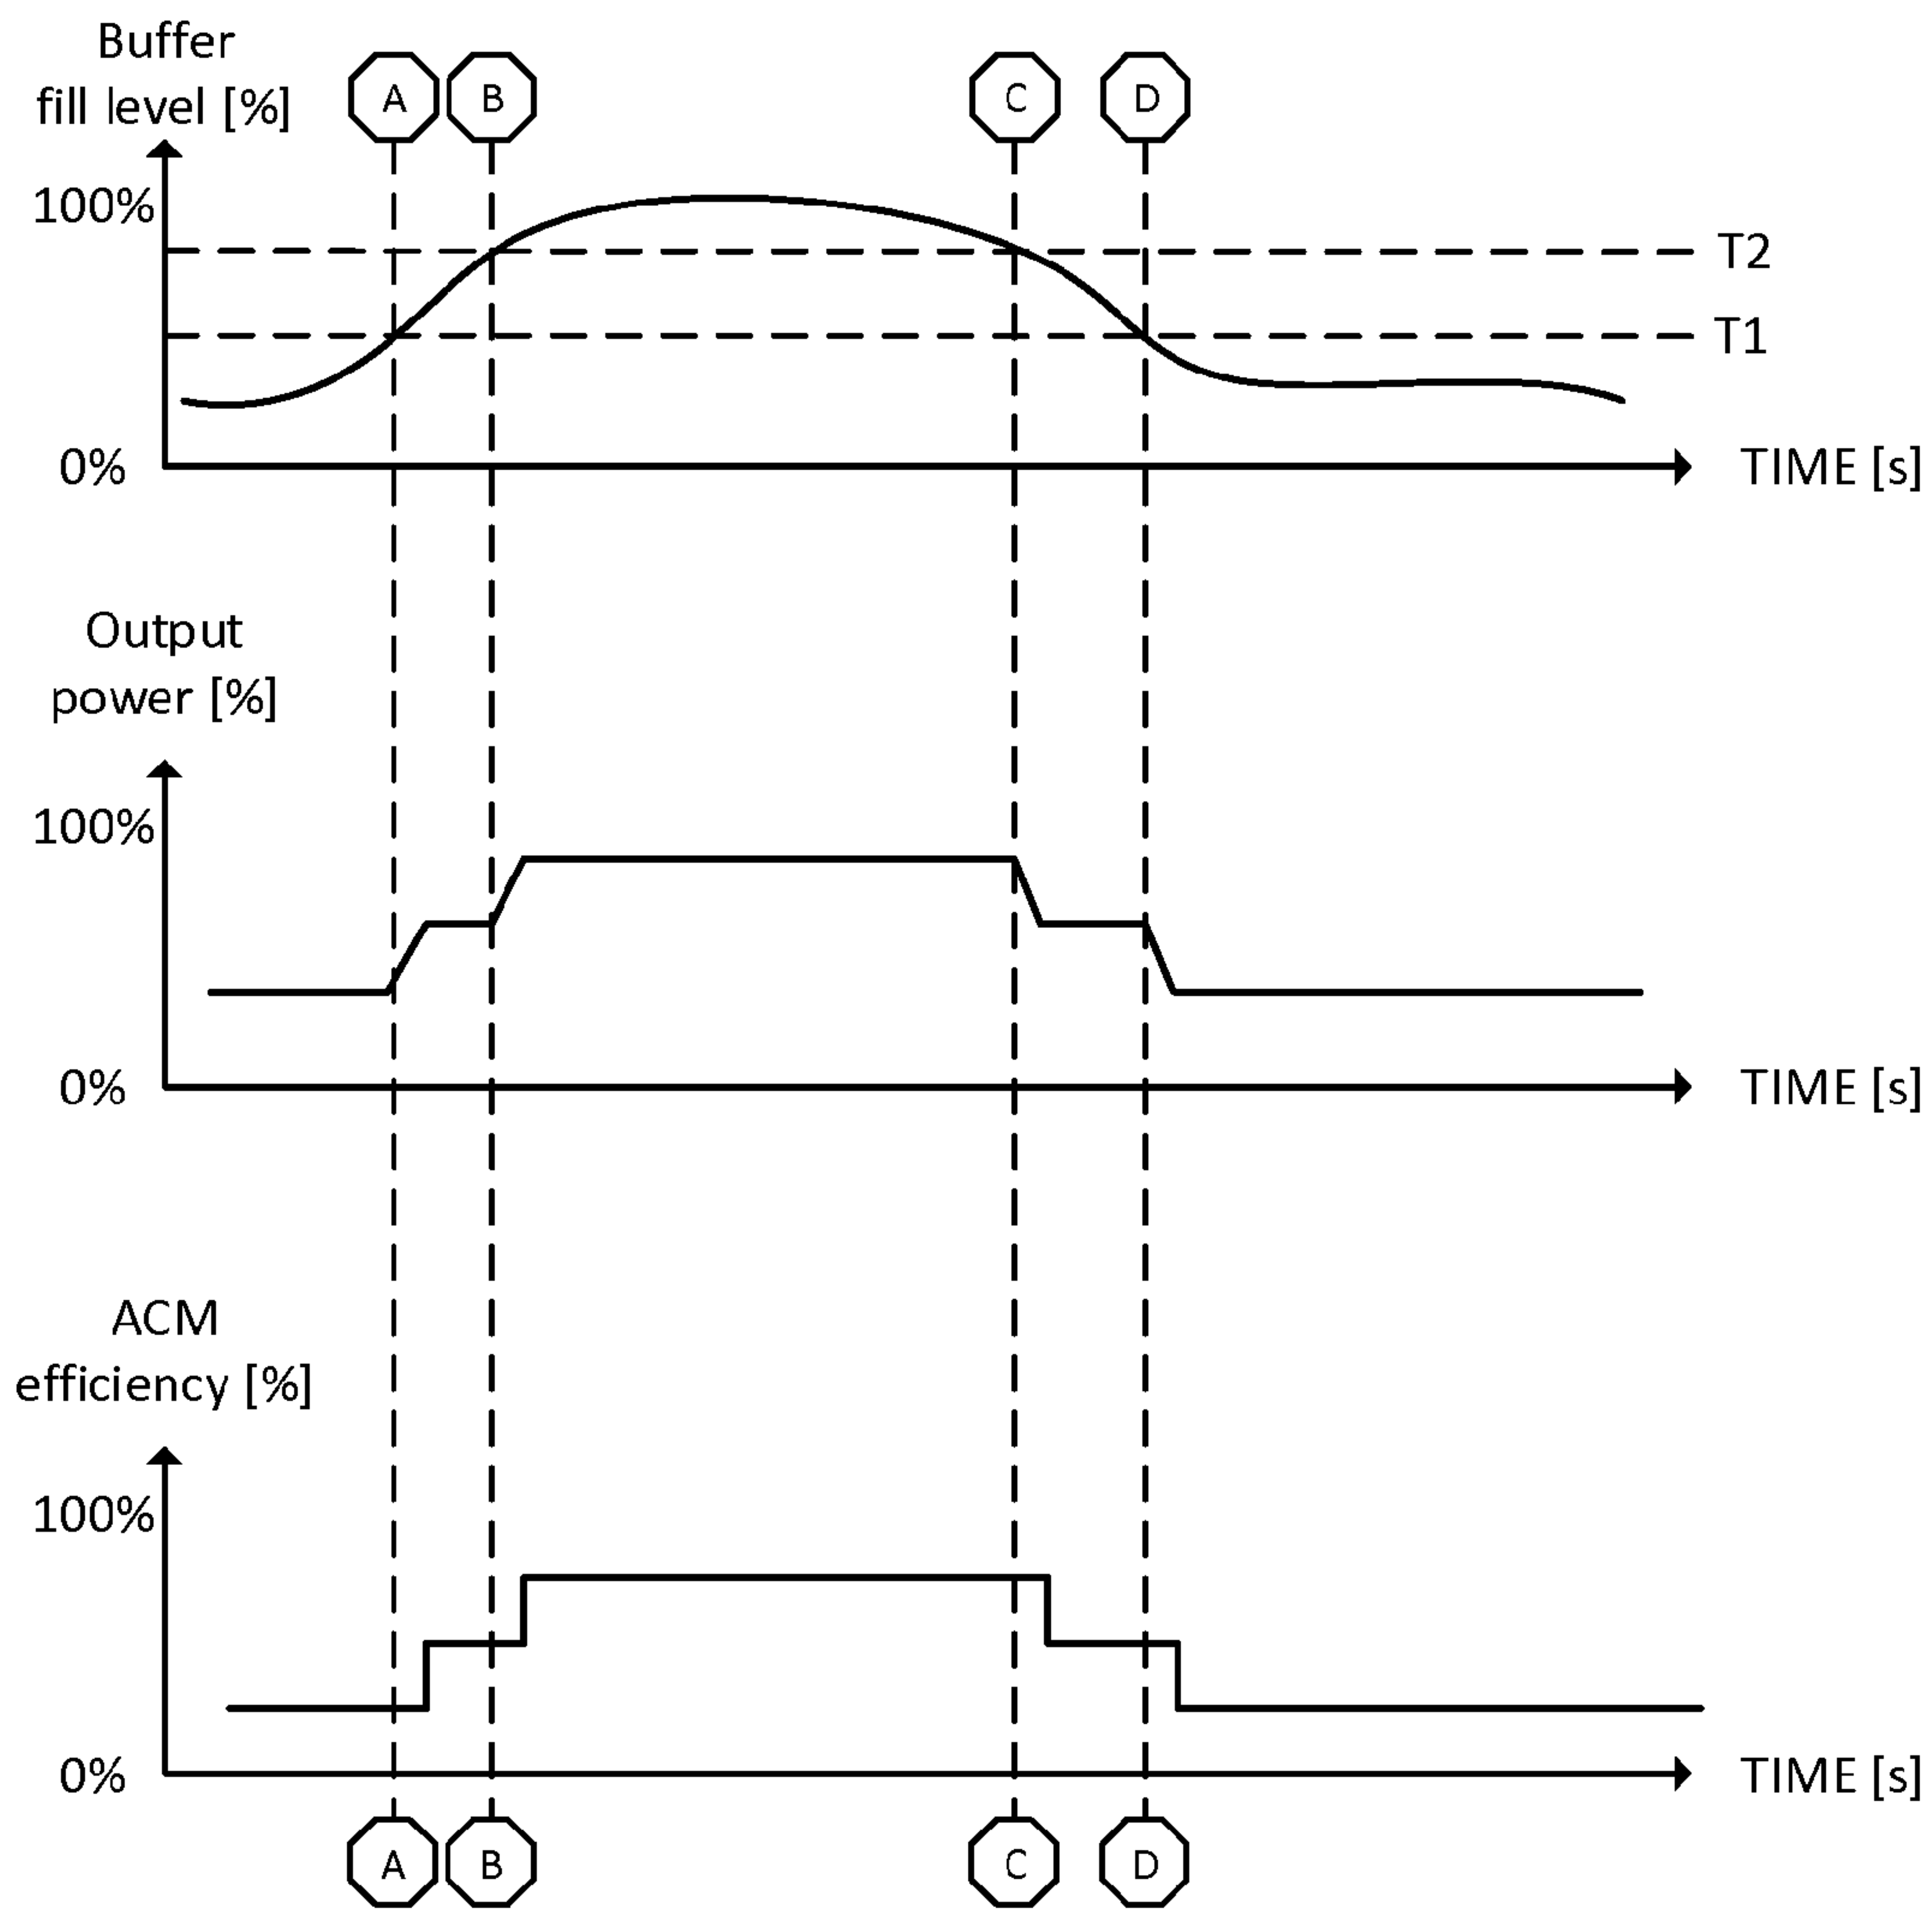 Buffer
fill level [%]
A
B
C
D
100%
T2
T1
0%
TIME [s]
Output
power [%]
100%
0%
TIME [s]
ACM
efficiency [%]
100%
0%
TIME [s]
A
B
C
D